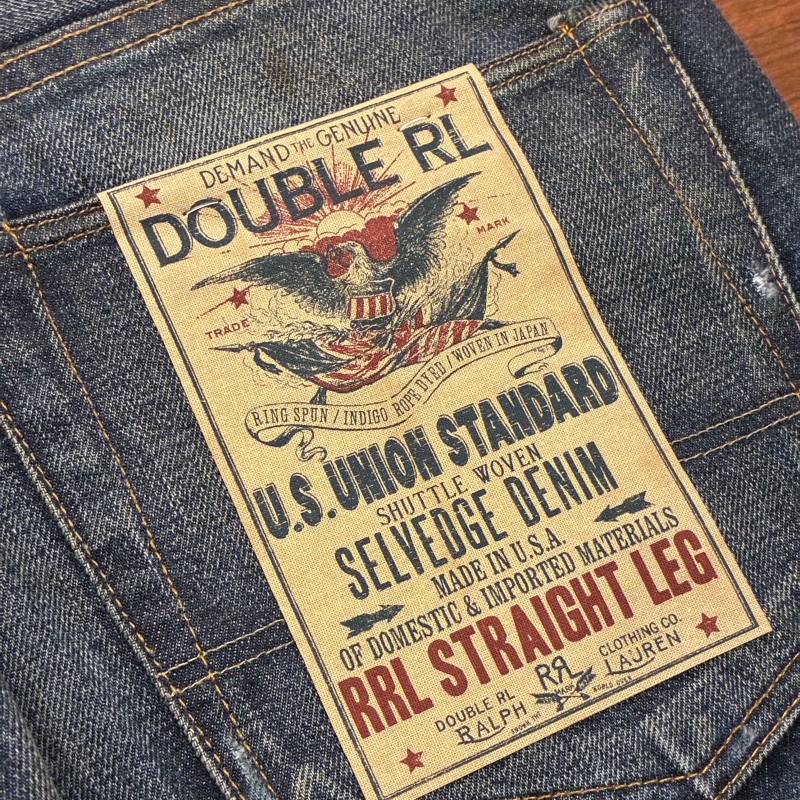 DEMAND THE GENUINE
DOUBLE RL
TRADE MARK
RING SPUN / INDIGO ROPE DYED / WOVEN IN JAPAN
U.S. UNION STANDARD
SHUTTLE WOVEN
SELVEDGE DENIM
MADE IN U.S.A.
OF DOMESTIC & IMPORTED MATERIALS
RRL STRAIGHT LEG
DOUBLE RL RRL CLOTHING CO.
RALPH MARK LAUREN